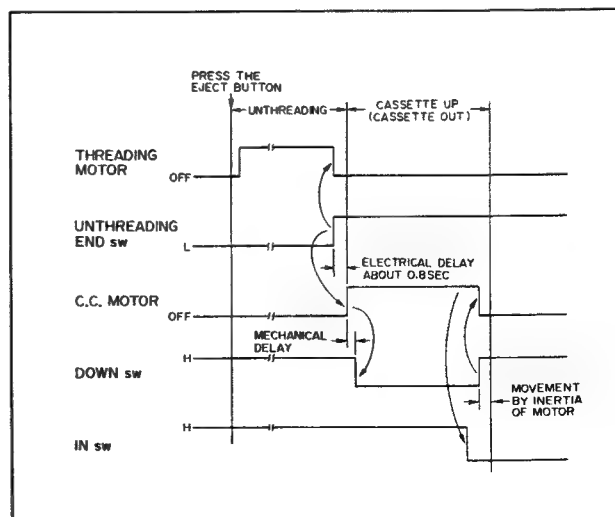 PRESS THE
EJECT BUTTON
UNTHREADING
CASSETTE UP
(CASSETTE OUT)
THREADING
MOTOR
OFF
UNTHREADING
END sw
L
ELECTRICAL DELAY
ABOUT 0.8SEC
C.C. MOTOR
OFF
MECHANICAL
DELAY
H
DOWN sw
MOVEMENT
BY INERTIA
OF MOTOR
H
IN sw